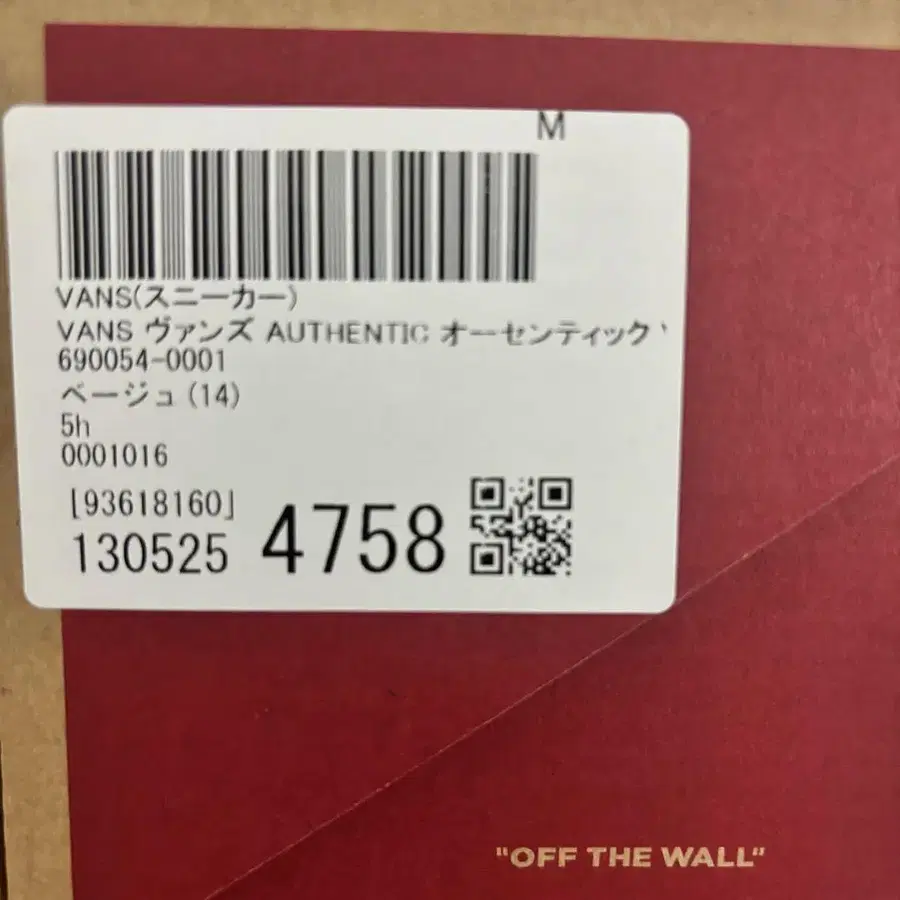 M
VANS(スニーカー)
VANS ヴァンズ AUTHENTIC オーセンティック
690054-0001
ベージュ(14)
5h
0001016
[93618160]
130525 4758
"OFF THE WALL"